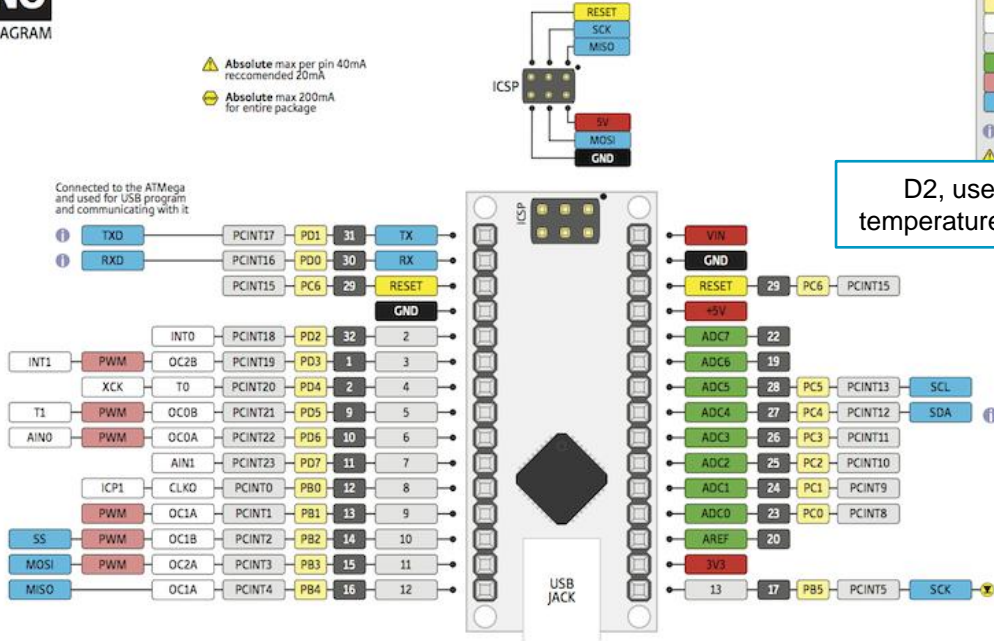 NO
AGRAM
Absolute max per pin 40mA
reccomended 20mA
Absolute max 200mA
for entire package
RESET
SCK
MISO
ICSP
5V
MOSI
GND
Connected to the ATMega
and used for USB program
and communicating with it
D2, use
temperature
ICSP
TXD PCINT17 PD1 31 TX VIN
RXD PCINT16 PD0 30 RX GND
PCINT15 PC6 29 RESET RESET 29 PC6 PCINT15
GND +5V
INT0 PCINT18 PD2 32 2 ADC7 22
INT1 PWM OC2B PCINT19 PD3 1 3 ADC6 19
XCK T0 PCINT20 PD4 2 4 ADC5 28 PC5 PCINT13 SCL
T1 PWM OC0B PCINT21 PD5 9 5 ADC4 27 PC4 PCINT12 SDA
AIN0 PWM OC0A PCINT22 PD6 10 6 ADC3 26 PC3 PCINT11
AIN1 PCINT23 PD7 11 7 ADC2 25 PC2 PCINT10
ICP1 CLKO PCINT0 PB0 12 8 ADC1 24 PC1 PCINT9
PWM OC1A PCINT1 PB1 13 9 ADC0 23 PC0 PCINT8
SS PWM OC1B PCINT2 PB2 14 10 AREF 20
MOSI PWM OC2A PCINT3 PB3 15 11 3V3
MISO OC1A PCINT4 PB4 16 12 13 17 PB5 PCINT5 SCK
USB
JACK